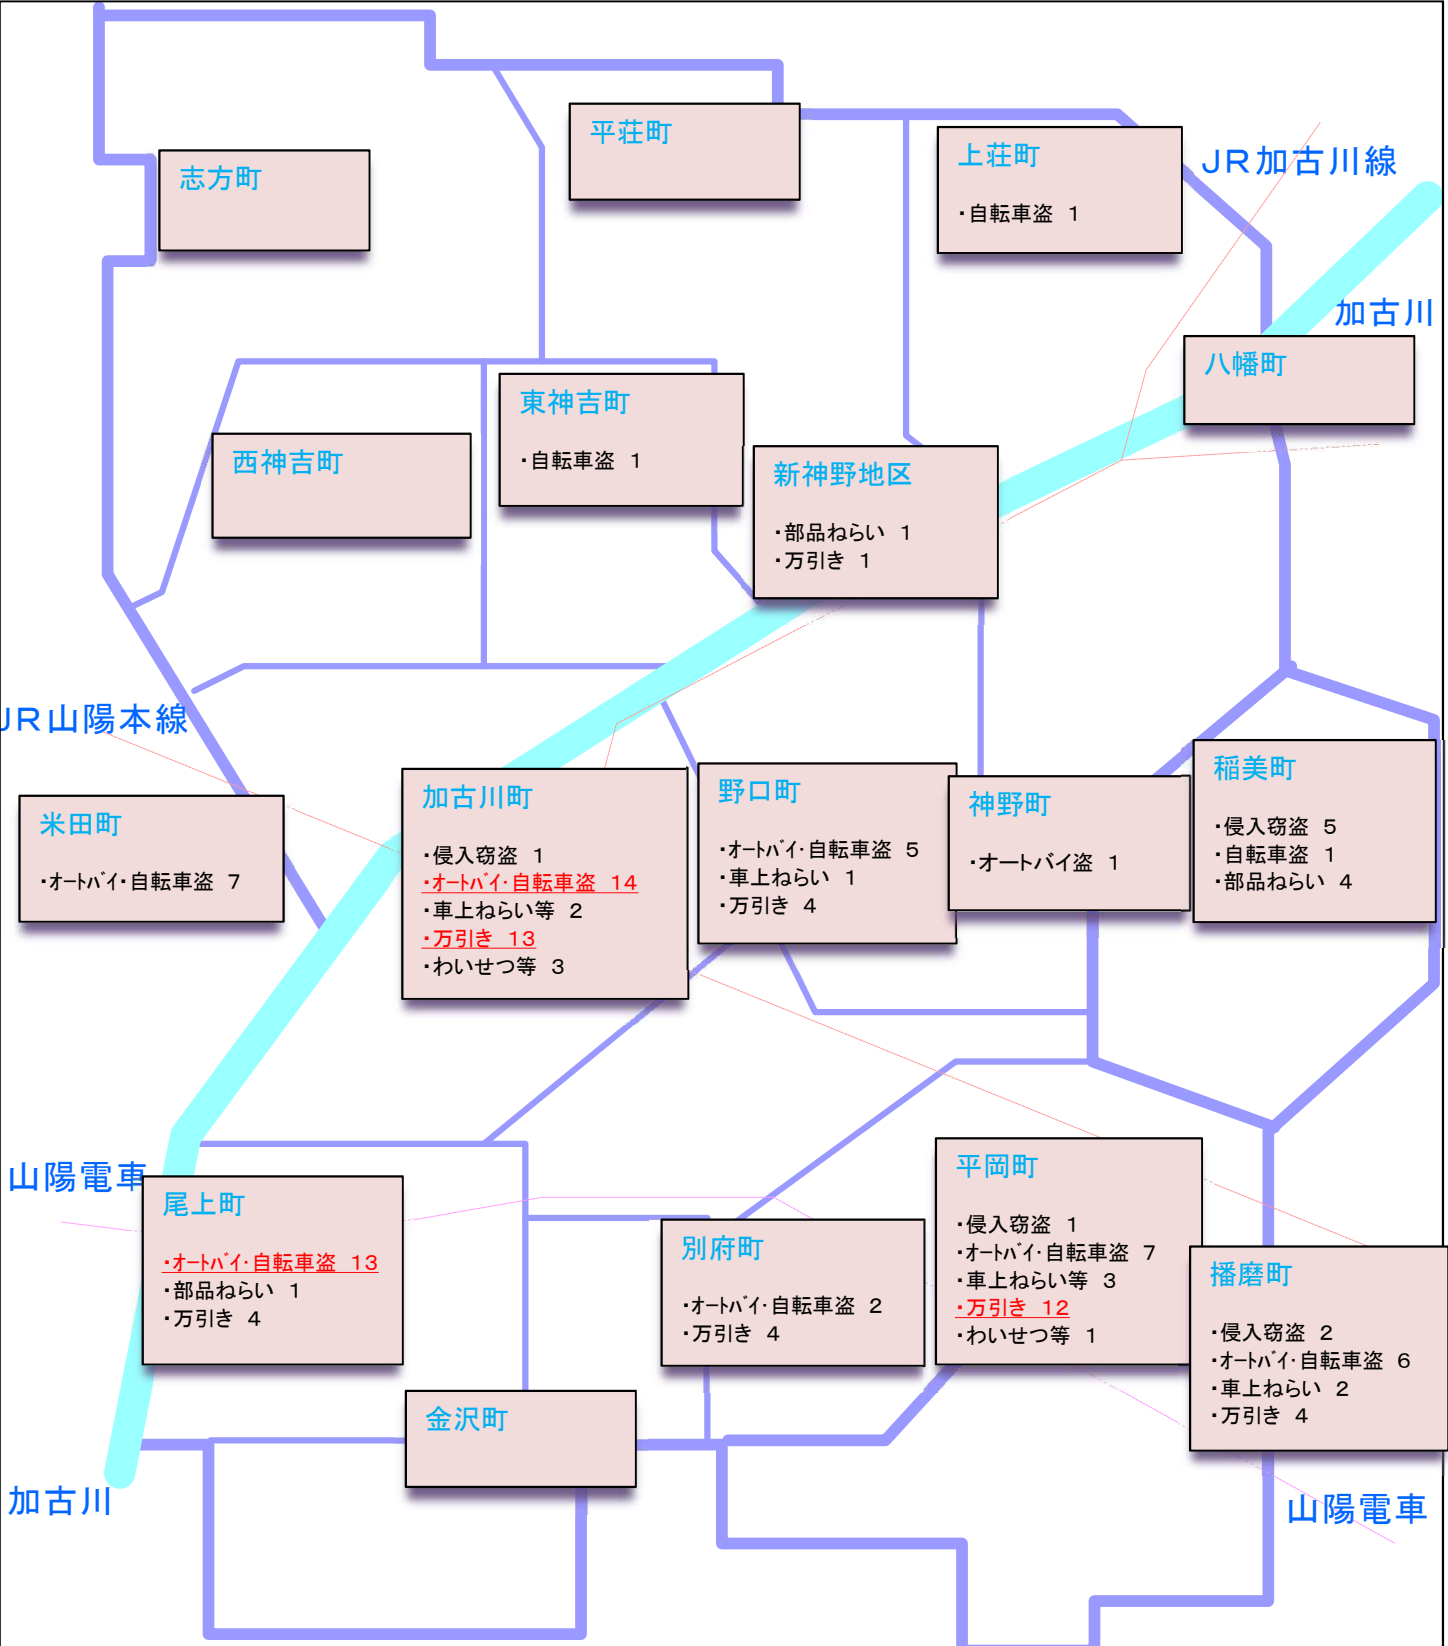 平荘町
上荘町
・自転車盗 1
JR加古川線
志方町
加古川
八幡町
東神吉町
・自転車盗 1
西神吉町
新神野地区
・部品ねらい 1
・万引き 1
JR山陽本線
米田町
・オートバイ・自転車盗 7
加古川町
・侵入窃盗 1
・オートバイ・自転車盗 14
・車上ねらい等 2
・万引き 13
・わいせつ等 3
野口町
・オートバイ・自転車盗 5
・車上ねらい 1
・万引き 4
神野町
・オートバイ盗 1
稲美町
・侵入窃盗 5
・自転車盗 1
・部品ねらい 4
山陽電車
尾上町
・オートバイ・自転車盗 13
・部品ねらい 1
・万引き 4
別府町
・オートバイ・自転車盗 2
・万引き 4
平岡町
・侵入窃盗 1
・オートバイ・自転車盗 7
・車上ねらい等 3
・万引き 12
・わいせつ等 1
播磨町
・侵入窃盗 2
・オートバイ・自転車盗 6
・車上ねらい 2
・万引き 4
金沢町
加古川
山陽電車